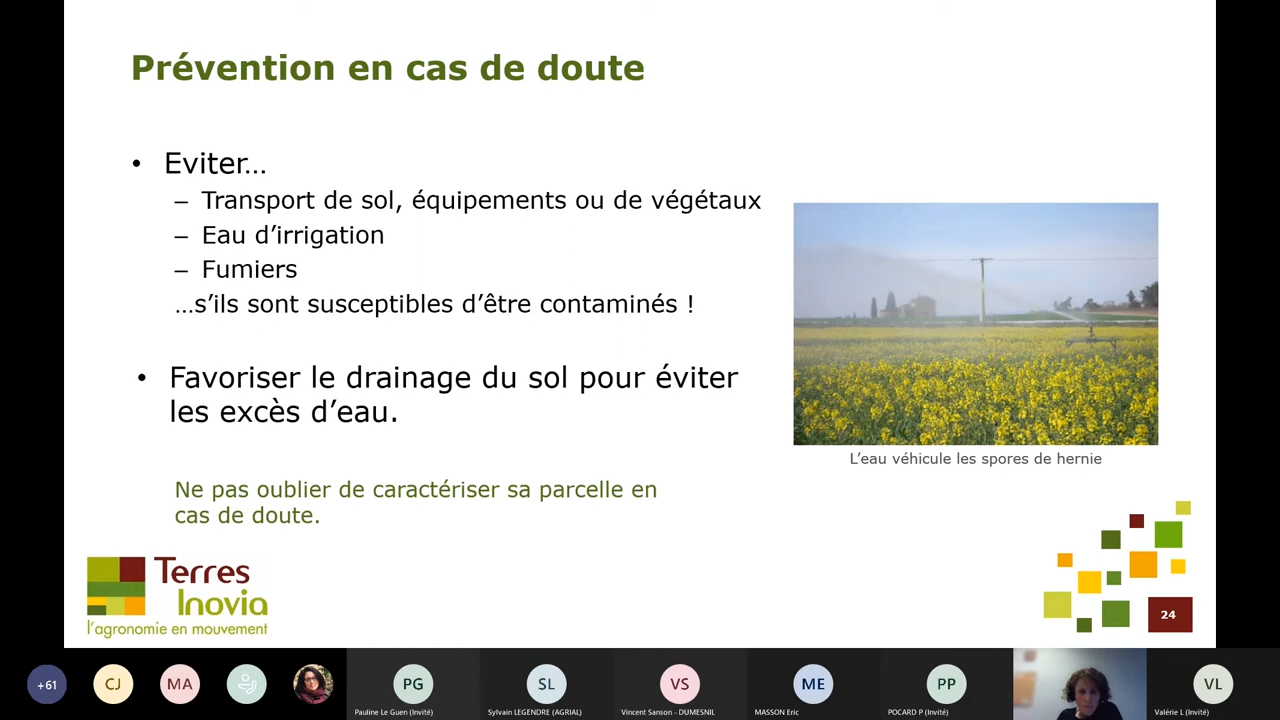 Prévention en cas de doute
• Eviter…
– Transport de sol, équipements ou de végétaux
– Eau d’irrigation
– Fumiers
…s’ils sont susceptibles d’être contaminés !
• Favoriser le drainage du sol pour éviter
les excès d’eau.
L’eau véhicule les spores de hernie
Ne pas oublier de caractériser sa parcelle en
cas de doute.
Terres
Inovia
l’agronomie en mouvement
24
+61
CJ
MA
PG
SL
VS
ME
PP
VL
Pauline Le Guen (Invité)
Sylvain LEGENDRE (AGRIAL)
Vincent Sanson - DUMESNIL
MASSON Eric
POCARD P (Invité)
Valérie L (Invité)